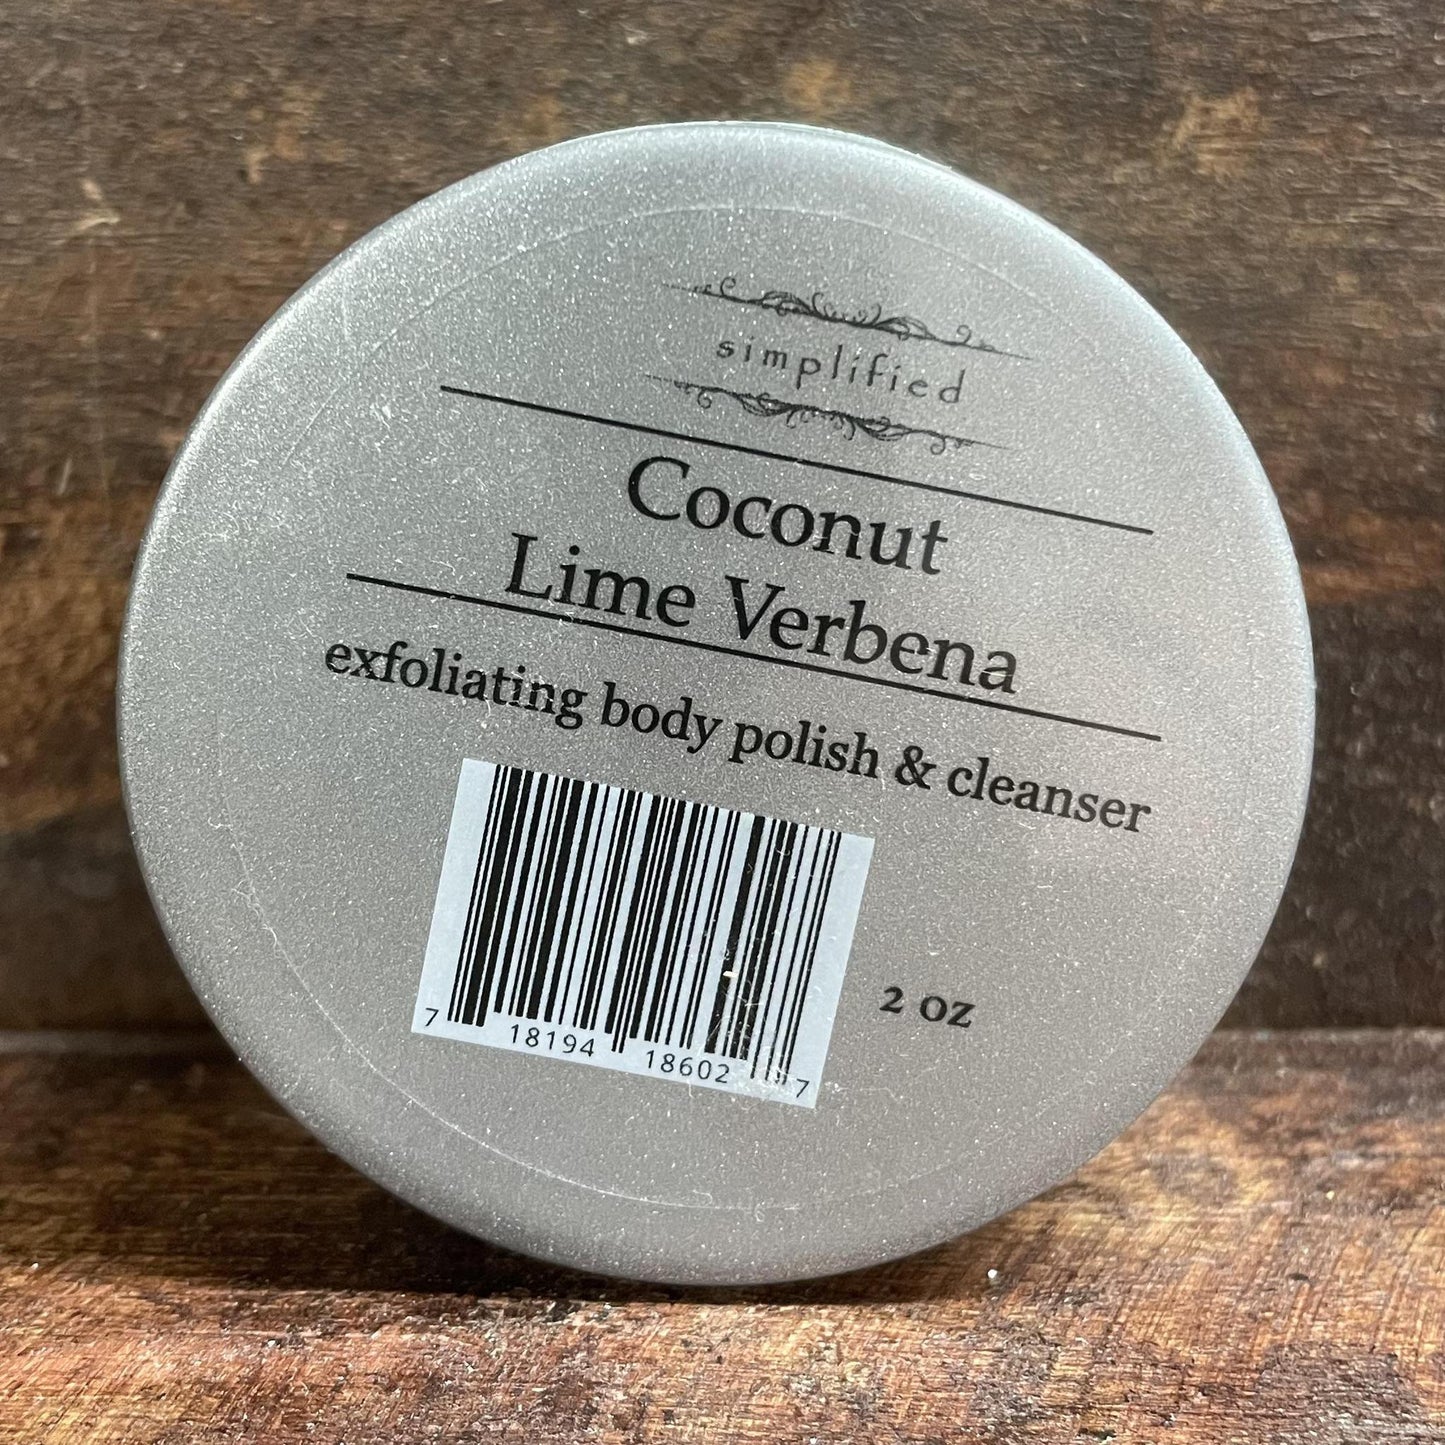 simplified
Coconut
Lime Verbena
exfoliating body polish & cleanser
2 oz
7 18194 18602 7